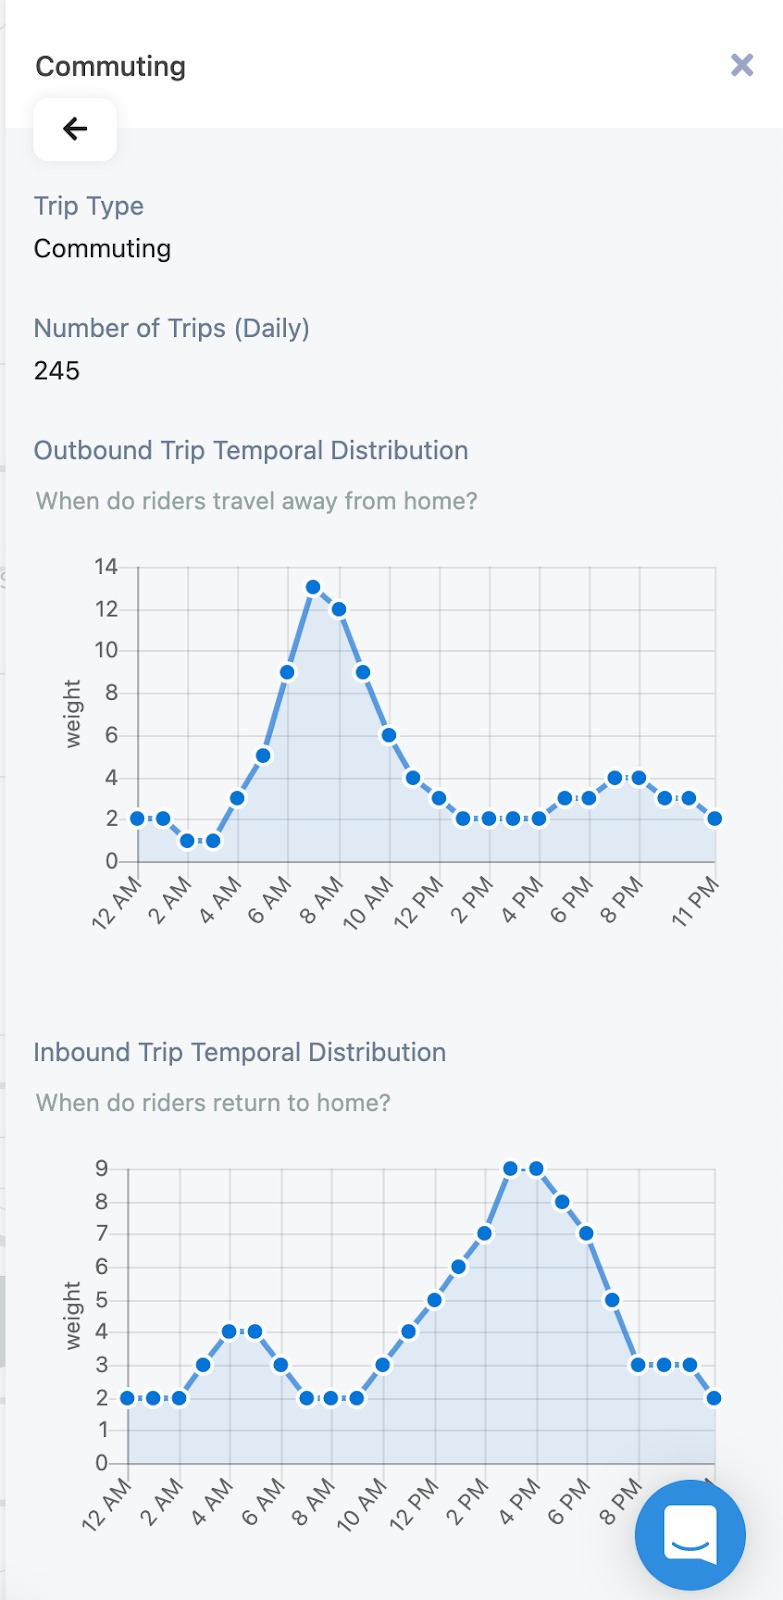 Commuting
Trip Type
Commuting
Number of Trips (Daily)
245
Outbound Trip Temporal Distribution
When do riders travel away from home?
14
12
10
8
6
4
2
0
weight
12 AM 2 AM 4 AM 6 AM 8 AM 10 AM 12 PM 2 PM 4 PM 6 PM 8 PM 11 PM
Inbound Trip Temporal Distribution
When do riders return to home?
9
8
7
6
5
4
3
2
1
0
weight
12 AM 2 AM 4 AM 6 AM 8 AM 10 AM 12 PM 2 PM 4 PM 6 PM 8 PM